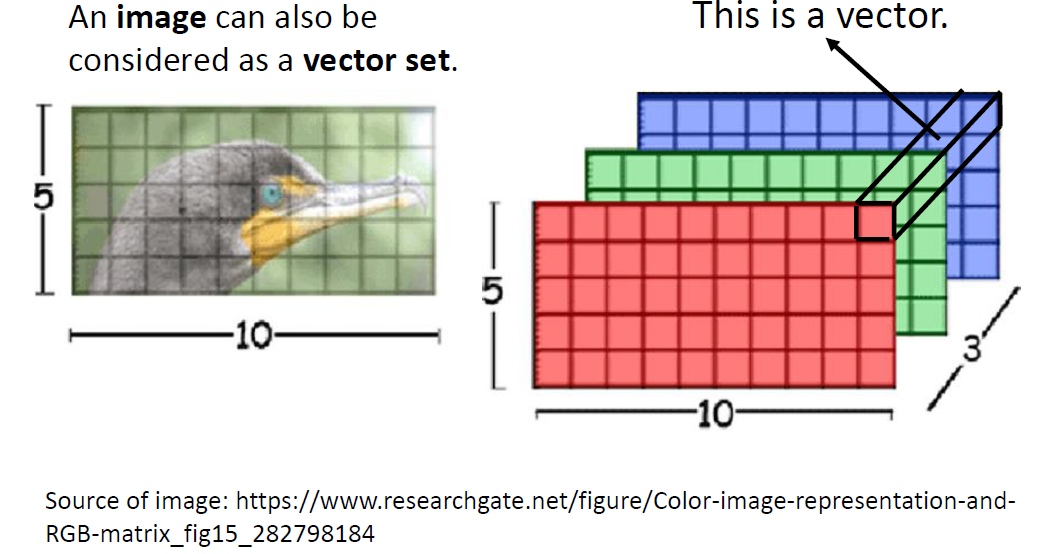 An image can also be
considered as a vector set.
This is a vector.
5
10
5
10
3
Source of image: https://www.researchgate.net/figure/Color-image-representation-and-
RGB-matrix_fig15_282798184